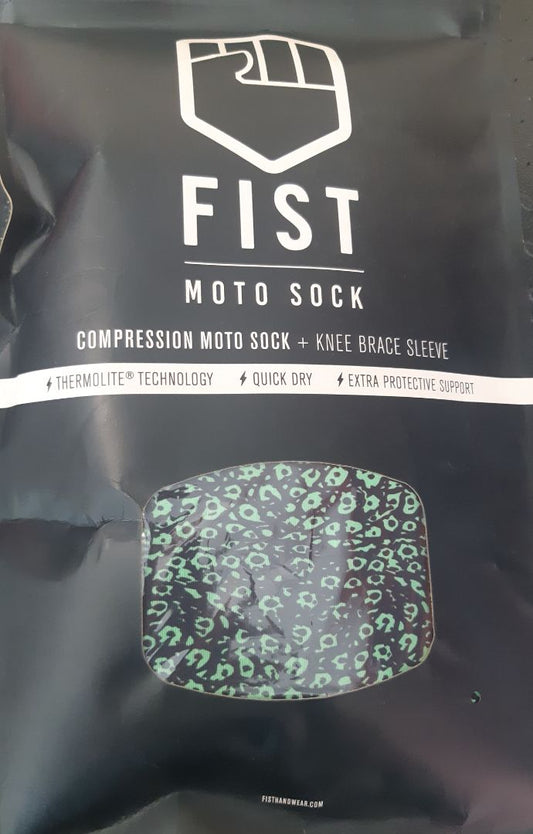 FIST
MOTO SOCK
COMPRESSION MOTO SOCK + KNEE BRACE SLEEVE
THERMOLITE® TECHNOLOGY QUICK DRY EXTRA PROTECTIVE SUPPORT
FISTHANDWEAR.COM